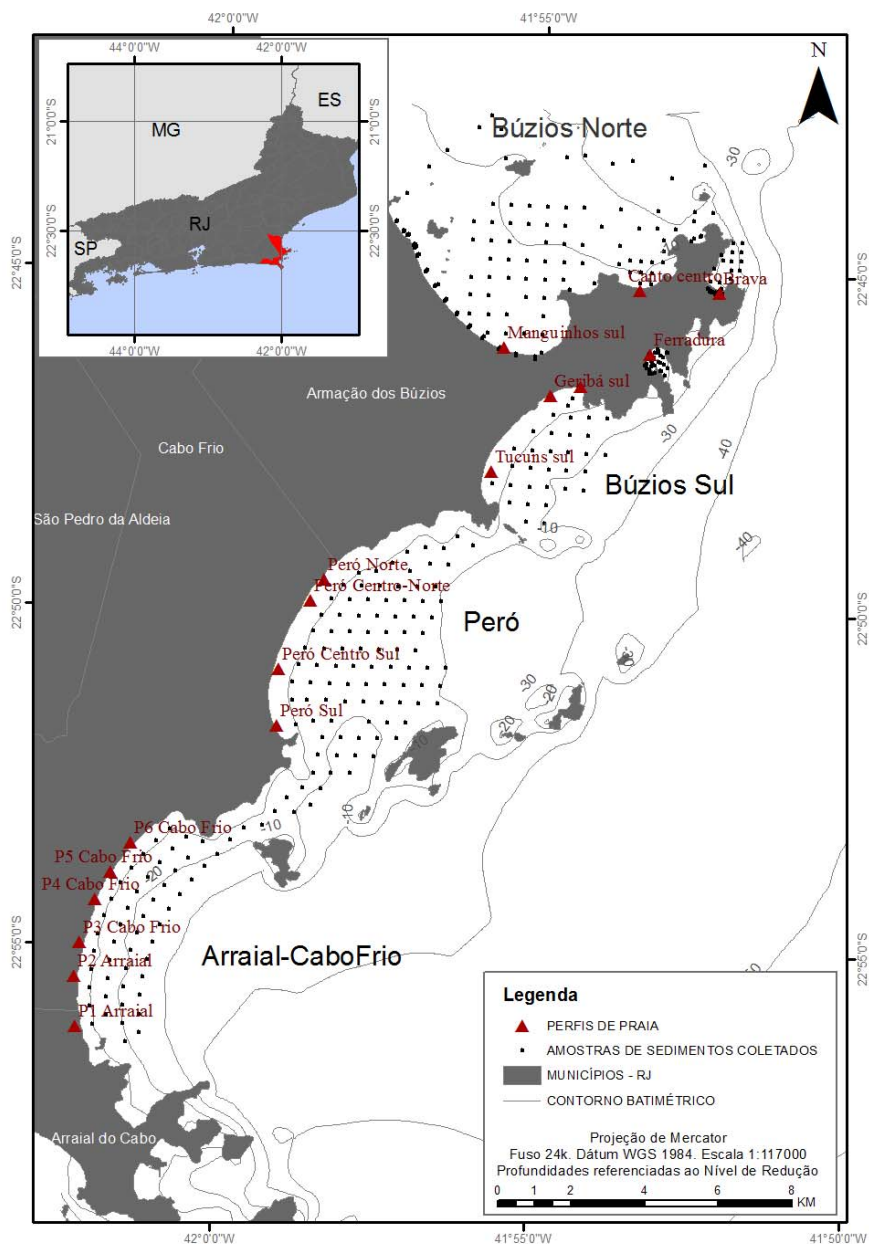 42°0'0"W
41°55'0"W
N
44°0'0"W
42°0'0"W
ES
MG
21°0'0"S
21°0'0"S
RJ
SP
22°30'0"S
22°30'0"S
44°0'0"W
42°0'0"W
Búzios Norte
-30
22°45'0"S
22°45'0"S
-10
Canto centro
Brava
Manguinhos sul
Ferradura
Armação dos Búzios
Geribá sul
-30
-40
Cabo Frio
Tucuns sul
Búzios Sul
São Pedro da Aldeia
-10
-40
Peró Norte
Peró Centro-Norte
22°50'0"S
22°50'0"S
Peró
Peró Centro Sul
-30
-30
-20
Peró Sul
-20
-10
-10
P6 Cabo Frio
-10
P5 Cabo Frio
-20
P4 Cabo Frio
P3 Cabo Frio
22°55'0"S
22°55'0"S
P2 Arraial
Arraial-CaboFrio
50
P1 Arraial
Legenda
PERFIS DE PRAIA
AMOSTRAS DE SEDIMENTOS COLETADOS
MUNICÍPIOS - RJ
CONTORNO BATIMÉTRICO
Projeção de Mercator
Fuso 24k. Dátum WGS 1984. Escala 1:117000
Profundidades referenciadas ao Nível de Redução
0 1 2 4 6 8
KM
Arraial do Cabo
42°0'0"W
41°55'0"W
41°50'0"W